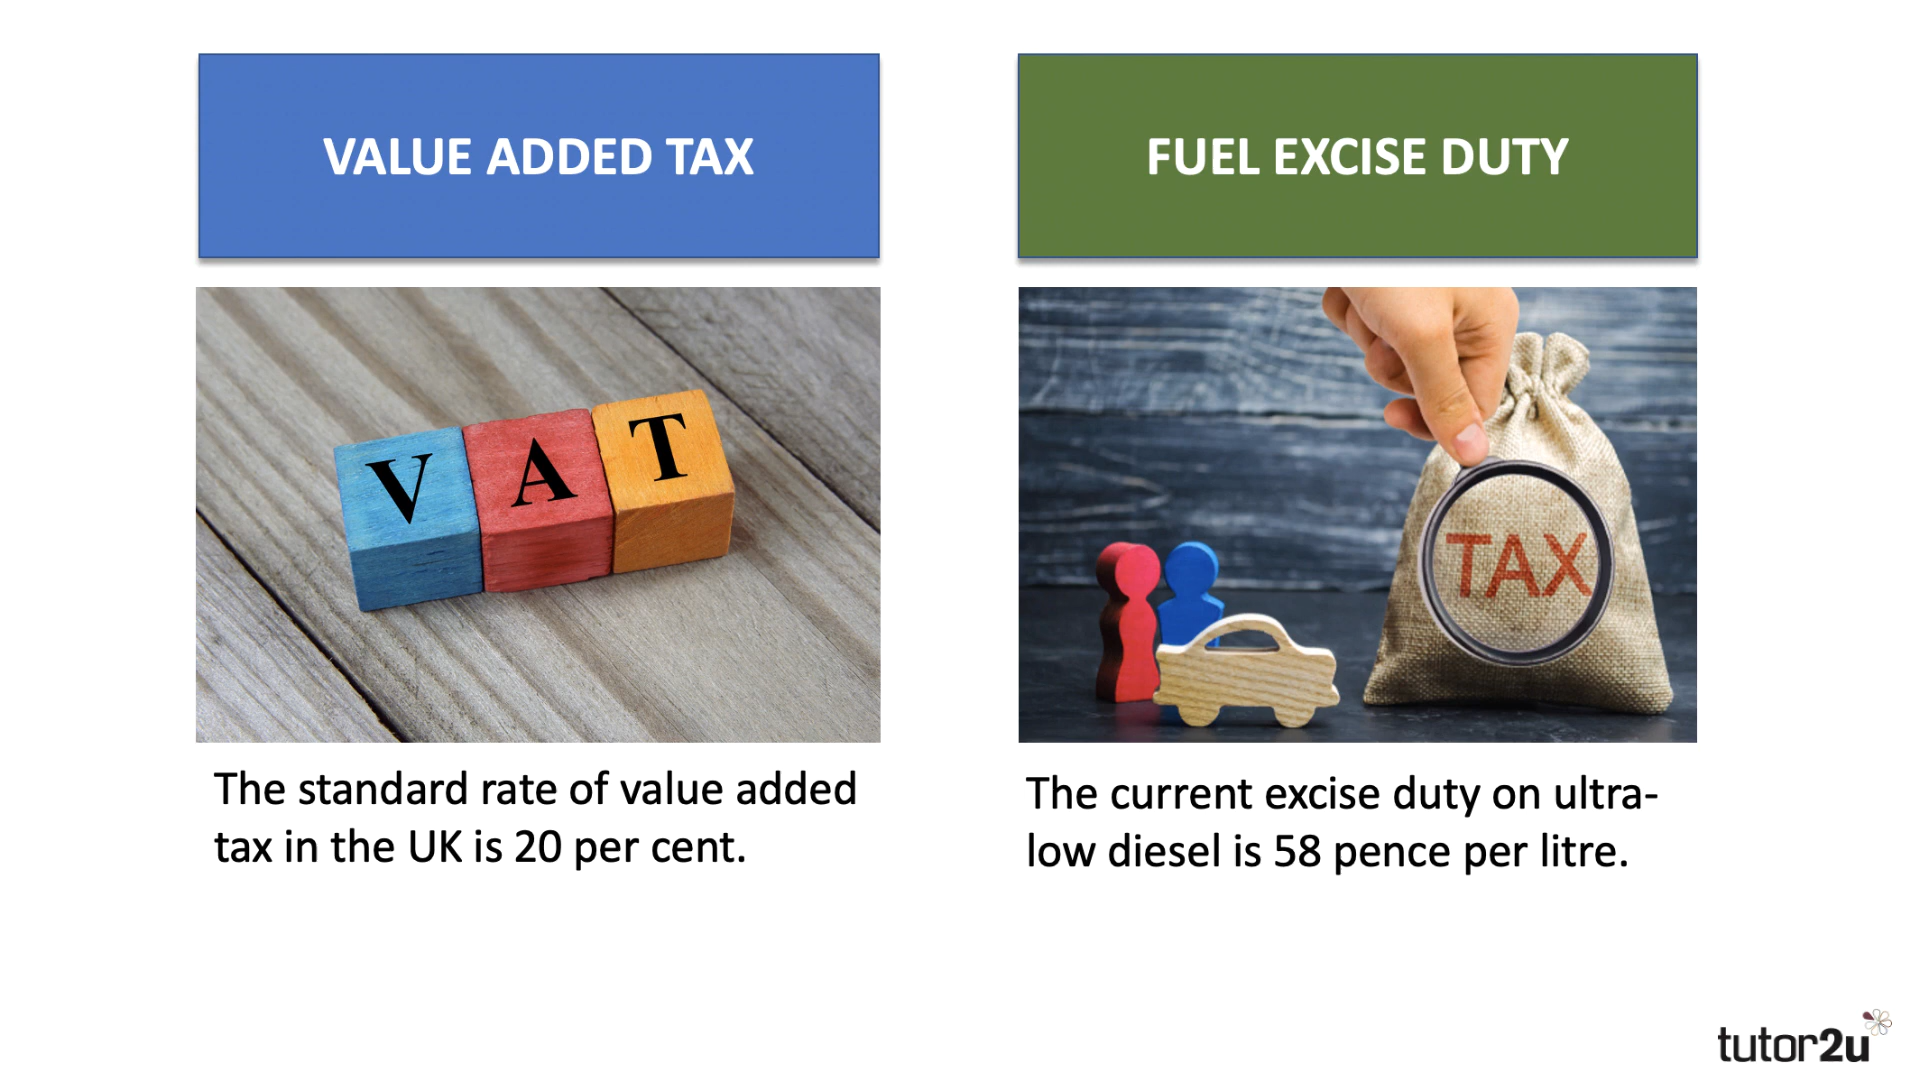 VALUE ADDED TAX
FUEL EXCISE DUTY
V A T
TAX
The standard rate of value added
tax in the UK is 20 per cent.
The current excise duty on ultra-
low diesel is 58 pence per litre.
tutor2u